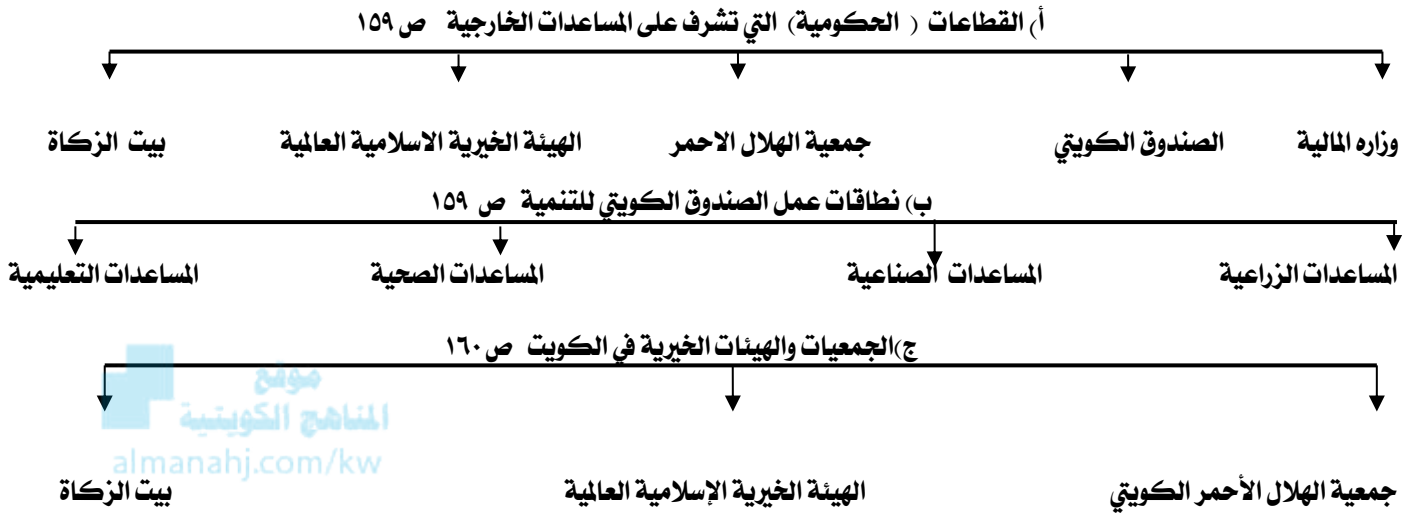 أ) القطاعات ( الحكومية) التي تشرف على المساعدات الخارجية ص ١٥٩
وزاره المالية الصندوق الكويتي جمعية الهلال الاحمر الهيئة الخيرية الاسلامية العالمية بيت الزكاة
ب) نطاقات عمل الصندوق الكويتي للتنمية ص ١٥٩
المساعدات الزراعية المساعدات الصناعية المساعدات الصحية المساعدات التعليمية
ج)الجمعيات والهيئات الخيرية في الكويت ص ١٦٠
موقع
المناهج الكويتية
almanahj.com/kw
جمعية الهلال الأحمر الكويتي الهيئة الخيرية الإسلامية العالمية بيت الزكاة